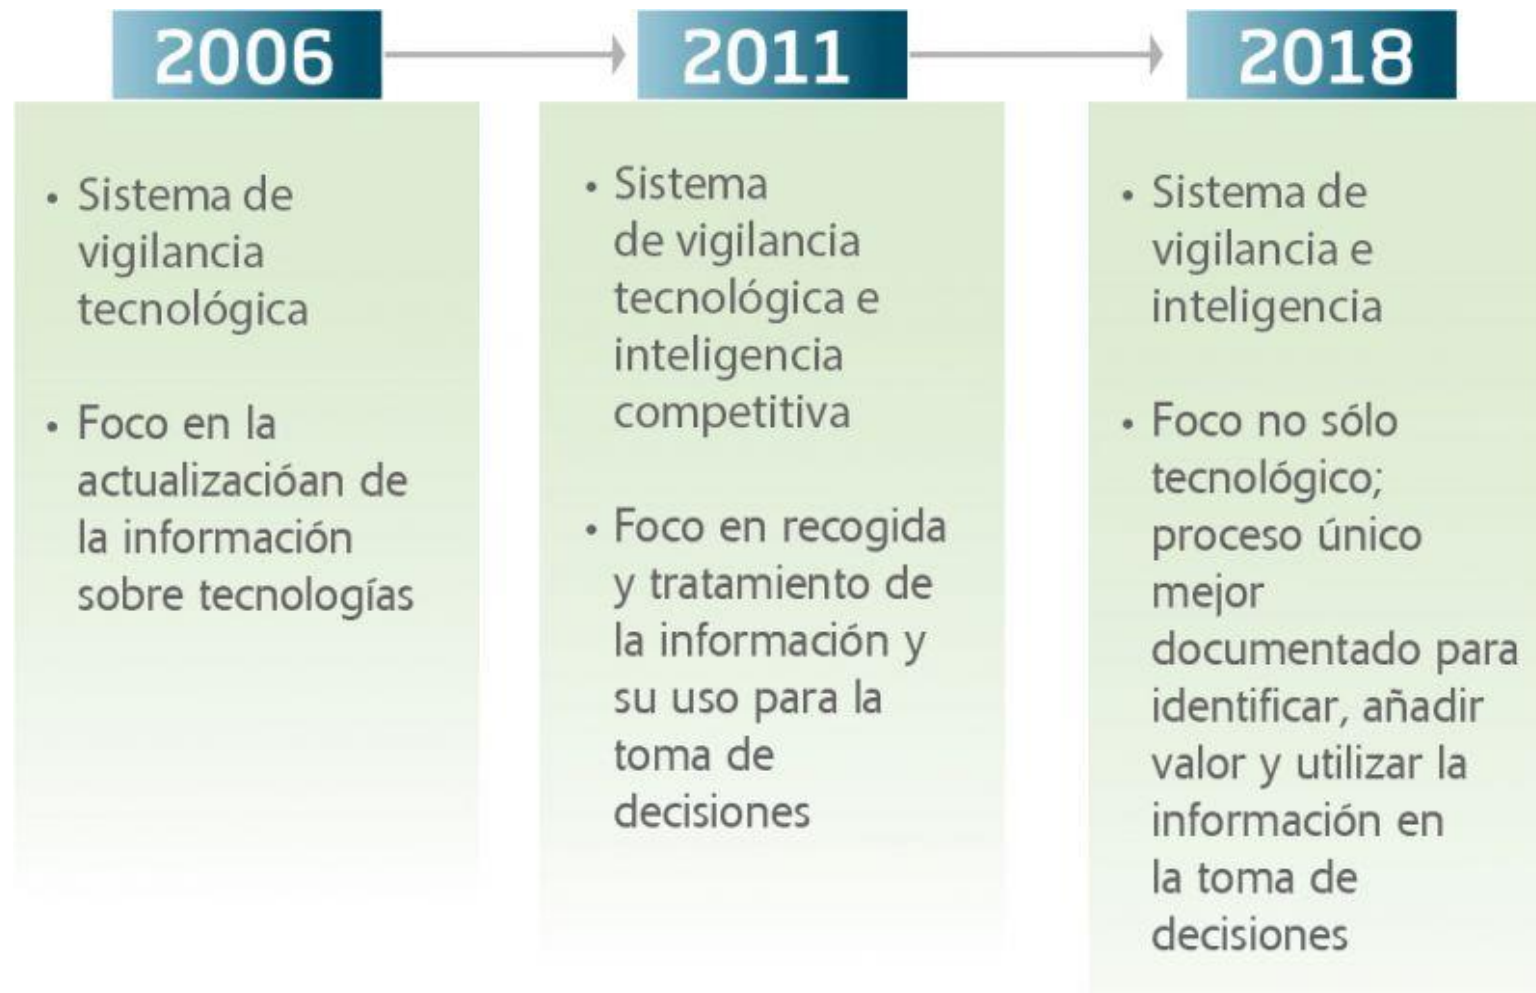 2006
• Sistema de
vigilancia
tecnológica
• Foco en la
actualizacióan de
la información
sobre tecnologías
2011
• Sistema
de vigilancia
tecnológica e
inteligencia
competitiva
• Foco en recogida
y tratamiento de
la información y
su uso para la
toma de
decisiones
2018
• Sistema de
vigilancia e
inteligencia
• Foco no sólo
tecnológico;
proceso único
mejor
documentado para
identificar, añadir
valor y utilizar la
información en
la toma de
decisiones